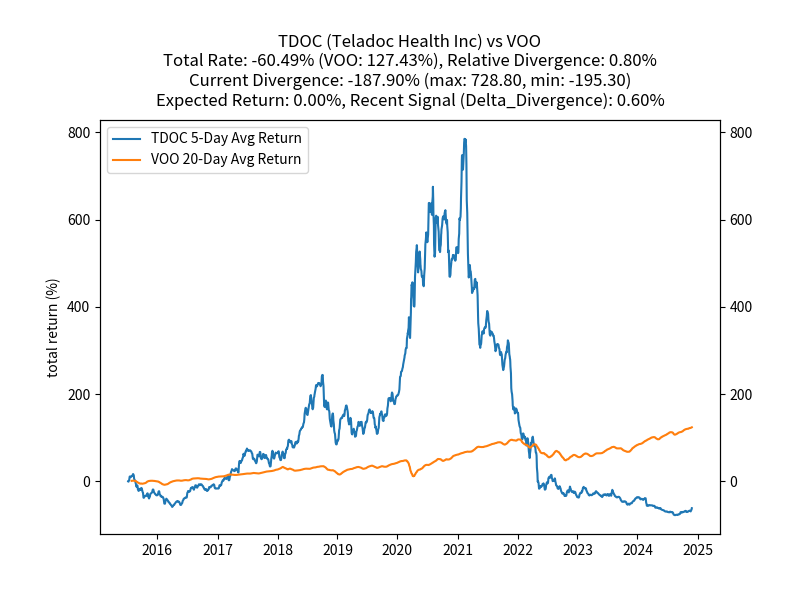 TDOC (Teladoc Health Inc) vs VOO
Total Rate: -60.49% (VOO: 127.43%), Relative Divergence: 0.80%
Current Divergence: -187.90% (max: 728.80, min: -195.30)
Expected Return: 0.00%, Recent Signal (Delta_Divergence): 0.60%
TDOC 5-Day Avg Return
VOO 20-Day Avg Return
total return (%)
800
600
400
200
0
800
600
400
200
0
2016
2017
2018
2019
2020
2021
2022
2023
2024
2025